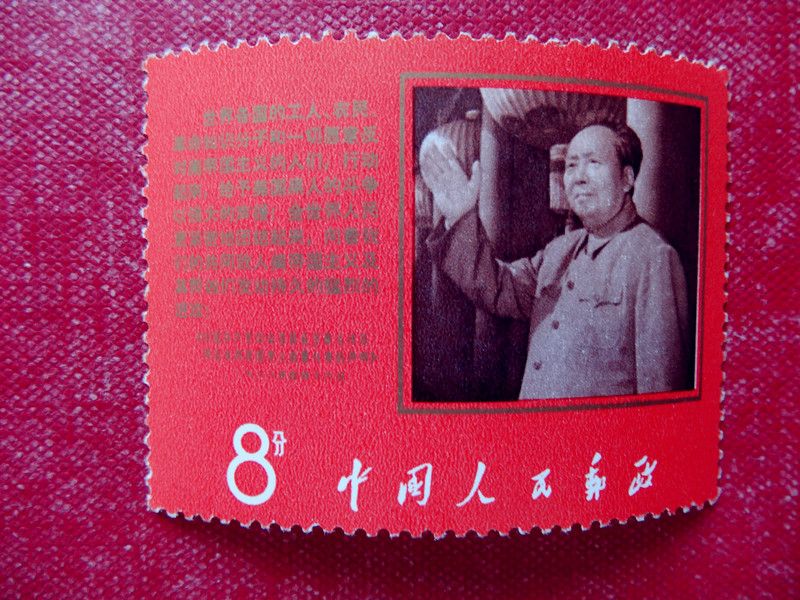 世界各国的工人、农民、
革命知识分子和一切愿意反
对美帝国主义的人们，行动
起来，给予美国黑人的斗争
以强大的声援！全世界人民
更紧密地团结起来，向着我
们的共同敌人美帝国主义及
其帮凶们发动持久的猛烈的
进攻！
8分
中国人民邮政